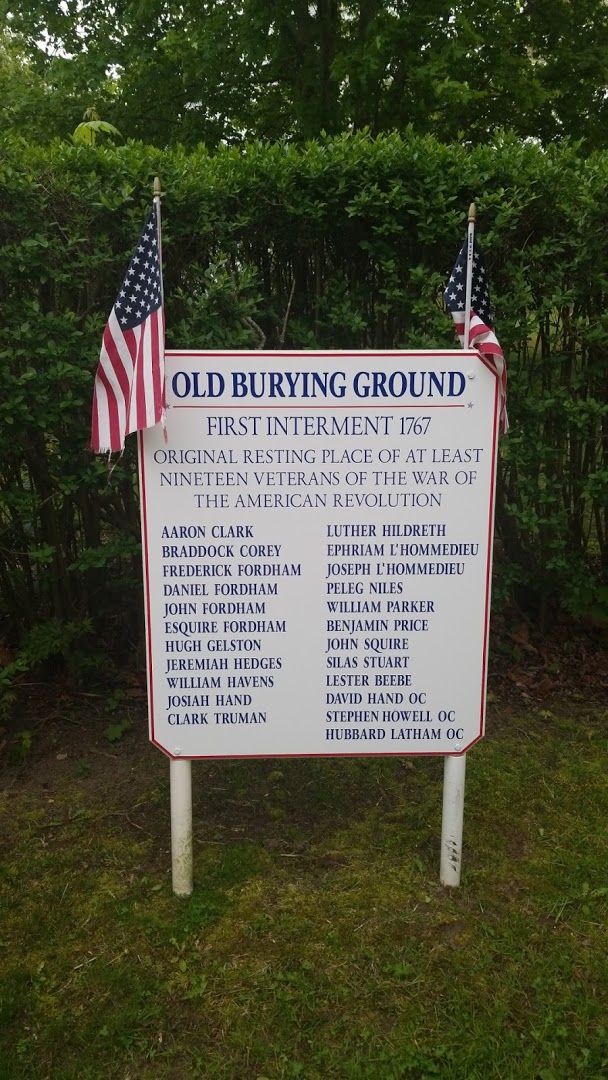 OLD BURYING GROUND
FIRST INTERMENT 1767
ORIGINAL RESTING PLACE OF AT LEAST
NINETEEN VETERANS OF THE WAR OF
THE AMERICAN REVOLUTION
AARON CLARK
BRADDOCK COREY
FREDERICK FORDHAM
DANIEL FORDHAM
JOHN FORDHAM
ESQUIRE FORDHAM
HUGH GELSTON
JEREMIAH HEDGES
WILLIAM HAVENS
JOSIAH HAND
CLARK TRUMAN
LUTHER HILDRETH
EPHRIAM L'HOMMEDIEU
JOSEPH L'HOMMEDIEU
PELEG NILES
WILLIAM PARKER
BENJAMIN PRICE
JOHN SQUIRE
SILAS STUART
LESTER BEEBE
DAVID HAND OC
STEPHEN HOWELL OC
HUBBARD LATHAM OC